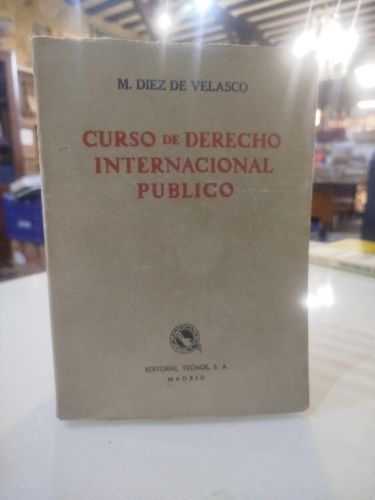 M. DIEZ DE VELASCO
CURSO DE DERECHO
INTERNACIONAL
PUBLICO
EDITORIAL TECNOS, S. A.
MADRID